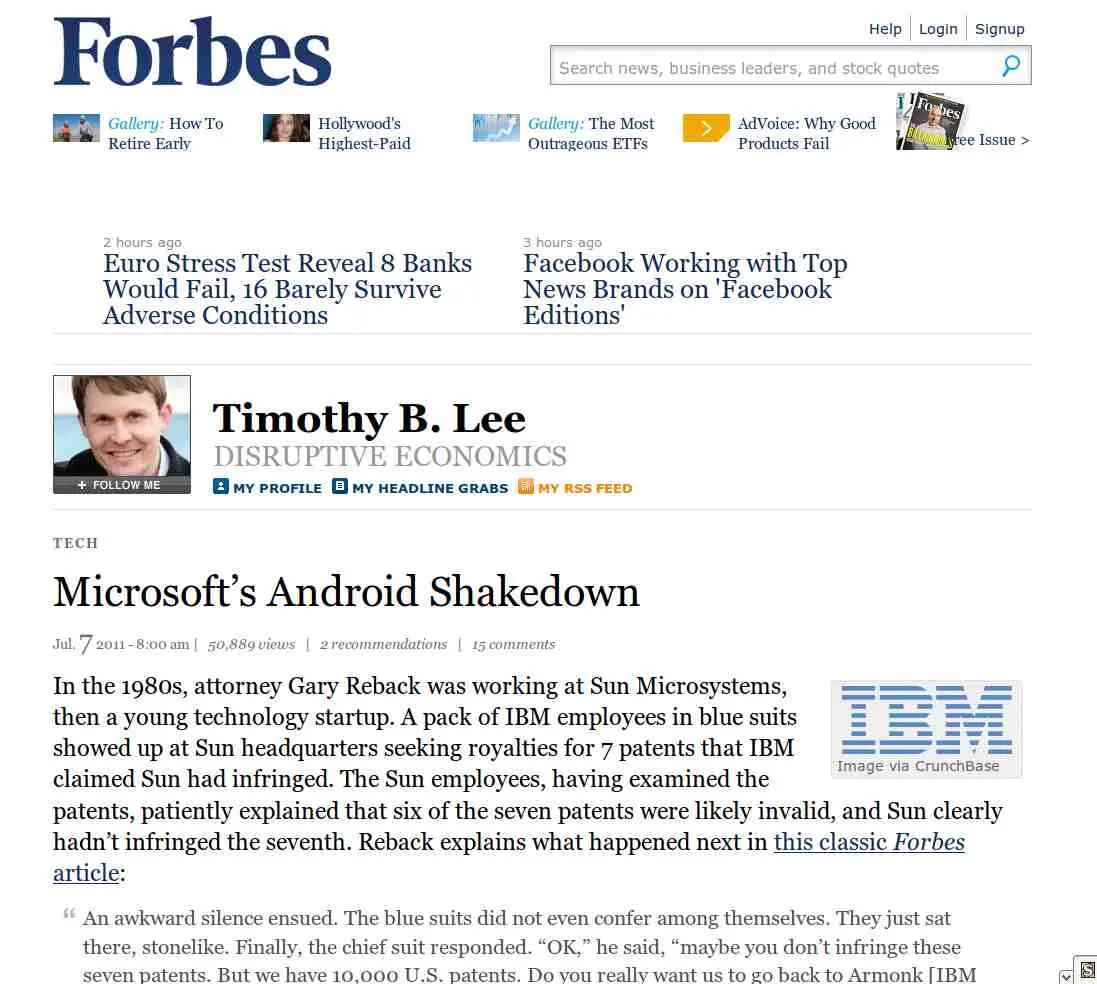 Forbes
Help Login Signup
Search news, business leaders, and stock quotes
Gallery: How To
Retire Early
Hollywood's
Highest-Paid
Gallery: The Most
Outrageous ETFs
AdVoice: Why Good
Products Fail
Forbes
ree Issue >
2 hours ago
Euro Stress Test Reveal 8 Banks
Would Fail, 16 Barely Survive
Adverse Conditions
3 hours ago
Facebook Working with Top
News Brands on 'Facebook
Editions'
Timothy B. Lee
DISRUPTIVE ECONOMICS
+ FOLLOW ME
MY PROFILE MY HEADLINE GRABS MY RSS FEED
TECH
Microsoft’s Android Shakedown
Jul. 7 2011 - 8:00 am | 50,889 views | 2 recommendations | 15 comments
In the 1980s, attorney Gary Reback was working at Sun Microsystems,
then a young technology startup. A pack of IBM employees in blue suits
showed up at Sun headquarters seeking royalties for 7 patents that IBM
claimed Sun had infringed. The Sun employees, having examined the
IBM
Image via CrunchBase
patents, patiently explained that six of the seven patents were likely invalid, and Sun clearly
hadn’t infringed the seventh. Reback explains what happened next in this classic Forbes
article:
“ An awkward silence ensued. The blue suits did not even confer among themselves. They just sat
there, stonelike. Finally, the chief suit responded. “OK,” he said, “maybe you don’t infringe these
seven patents. But we have 10,000 U.S. patents. Do you really want us to go back to Armonk [IBM
S